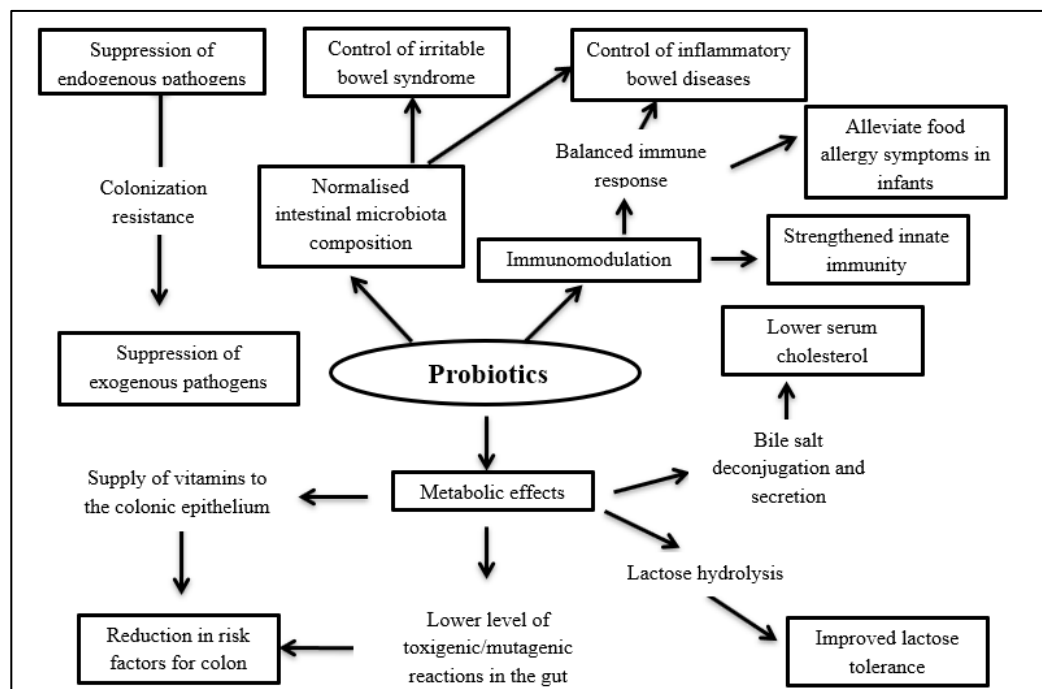 Suppression of
endogenous pathogens
Control of irritable
bowel syndrome
Control of inflammatory
bowel diseases
Alleviate food
allergy symptoms in
infants
Balanced immune
response
Colonization
resistance
Normalised
intestinal microbiota
composition
Immunomodulation
Strengthened innate
immunity
Lower serum
cholesterol
Suppression of
exogenous pathogens
Probiotics
Bile salt
deconjugation and
secretion
Supply of vitamins to
the colonic epithelium
Metabolic effects
Lactose hydrolysis
Reduction in risk
factors for colon
Lower level of
toxigenic/mutagenic
reactions in the gut
Improved lactose
tolerance